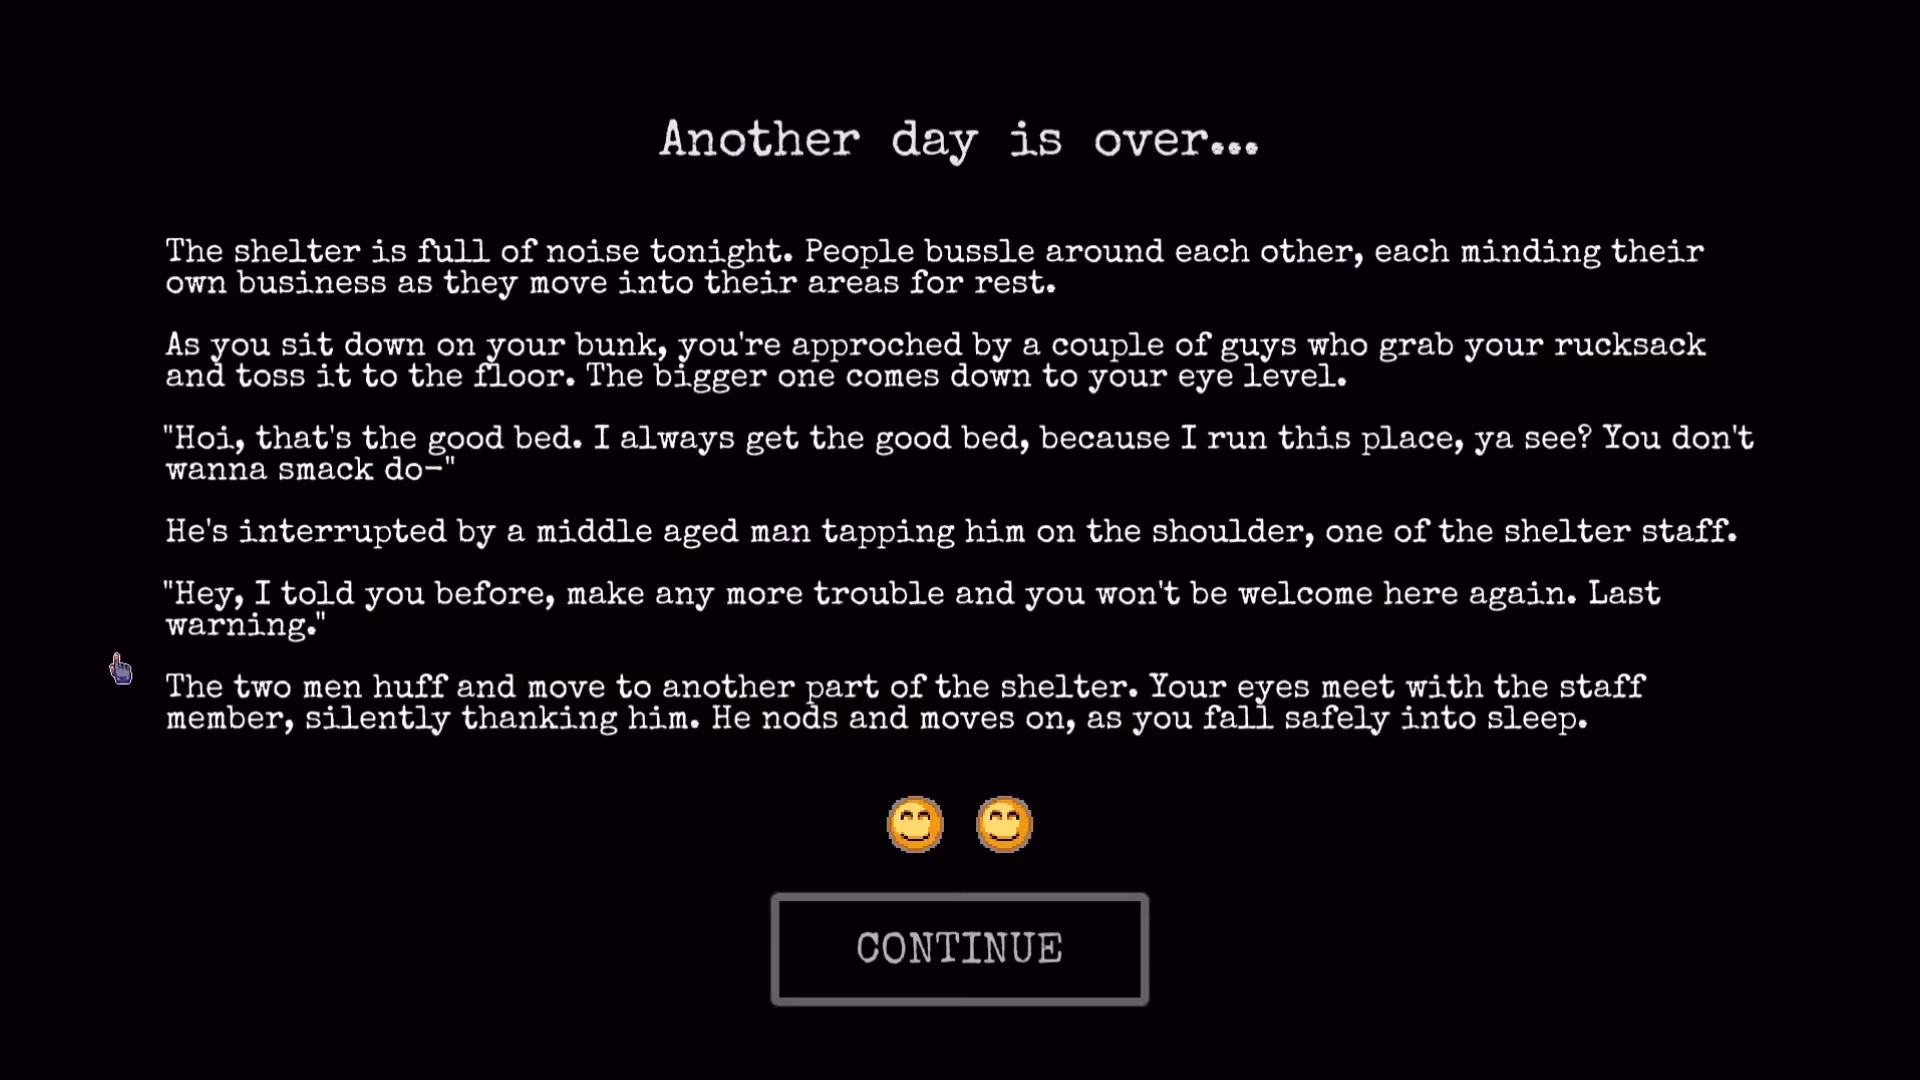 Another day is over...
The shelter is full of noise tonight. People bussle around each other, each minding their
own business as they move into their areas for rest.
As you sit down on your bunk, you're approched by a couple of guys who grab your rucksack
and toss it to the floor. The bigger one comes down to your eye level.
"Hoi, that's the good bed. I always get the good bed, because I run this place, ya see? You don't
wanna smack do-"
He's interrupted by a middle aged man tapping him on the shoulder, one of the shelter staff.
"Hey, I told you before, make any more trouble and you won't be welcome here again. Last
warning."
The two men huff and move to another part of the shelter. Your eyes meet with the staff
member, silently thanking him. He nods and moves on, as you fall safely into sleep.
CONTINUE